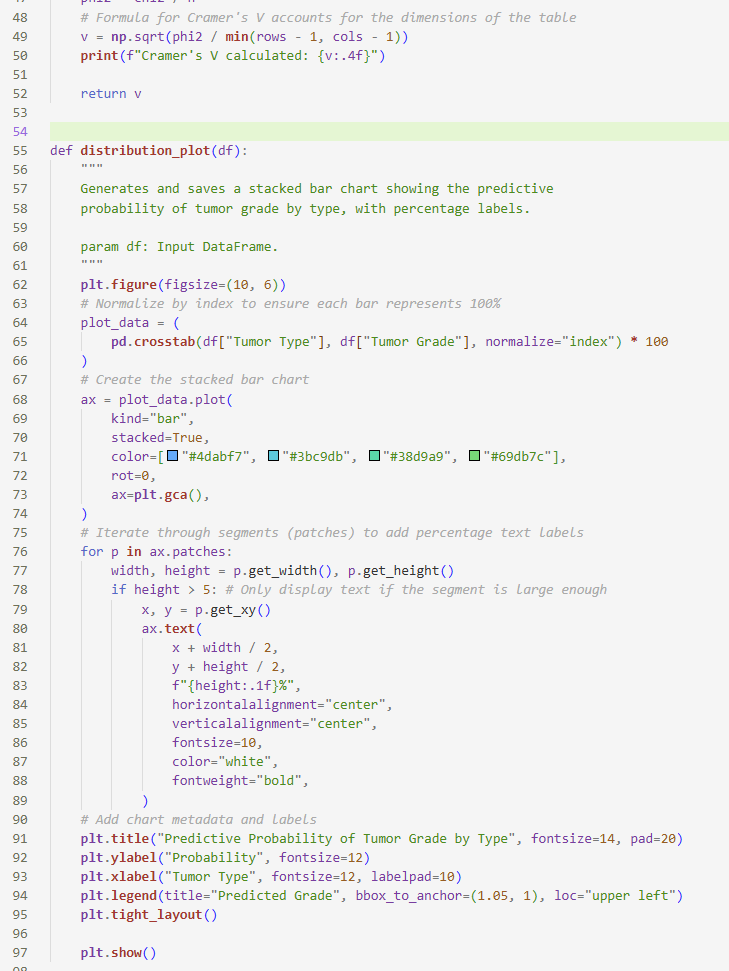 48 # Formula for Cramer's V accounts for the dimensions of the table
49 v = np.sqrt(phi2 / min(rows - 1, cols - 1))
50 print(f"Cramer's V calculated: {v:.4f}")
51
52 return v
53
54
55 def distribution_plot(df):
56 """
57 Generates and saves a stacked bar chart showing the predictive
58 probability of tumor grade by type, with percentage labels.
59
60 param df: Input DataFrame.
61 """
62 plt.figure(figsize=(10, 6))
63 # Normalize by index to ensure each bar represents 100%
64 plot_data = (
65 pd.crosstab(df["Tumor Type"], df["Tumor Grade"], normalize="index") * 100
66 )
67 # Create the stacked bar chart
68 ax = plot_data.plot(
69 kind="bar",
70 stacked=True,
71 color=["#4dabf7", "#3bc9db", "#38d9a9", "#69db7c"],
72 rot=0,
73 ax=plt.gca(),
74 )
75 # Iterate through segments (patches) to add percentage text labels
76 for p in ax.patches:
77 width, height = p.get_width(), p.get_height()
78 if height > 5: # Only display text if the segment is large enough
79 x, y = p.get_xy()
80 ax.text(
81 x + width / 2,
82 y + height / 2,
83 f"{height:.1f}%",
84 horizontalalignment="center",
85 verticalalignment="center",
86 fontsize=10,
87 color="white",
88 fontweight="bold",
89 )
90 # Add chart metadata and labels
91 plt.title("Predictive Probability of Tumor Grade by Type", fontsize=14, pad=20)
92 plt.ylabel("Probability", fontsize=12)
93 plt.xlabel("Tumor Type", fontsize=12, labelpad=10)
94 plt.legend(title="Predicted Grade", bbox_to_anchor=(1.05, 1), loc="upper left")
95 plt.tight_layout()
96
97 plt.show()